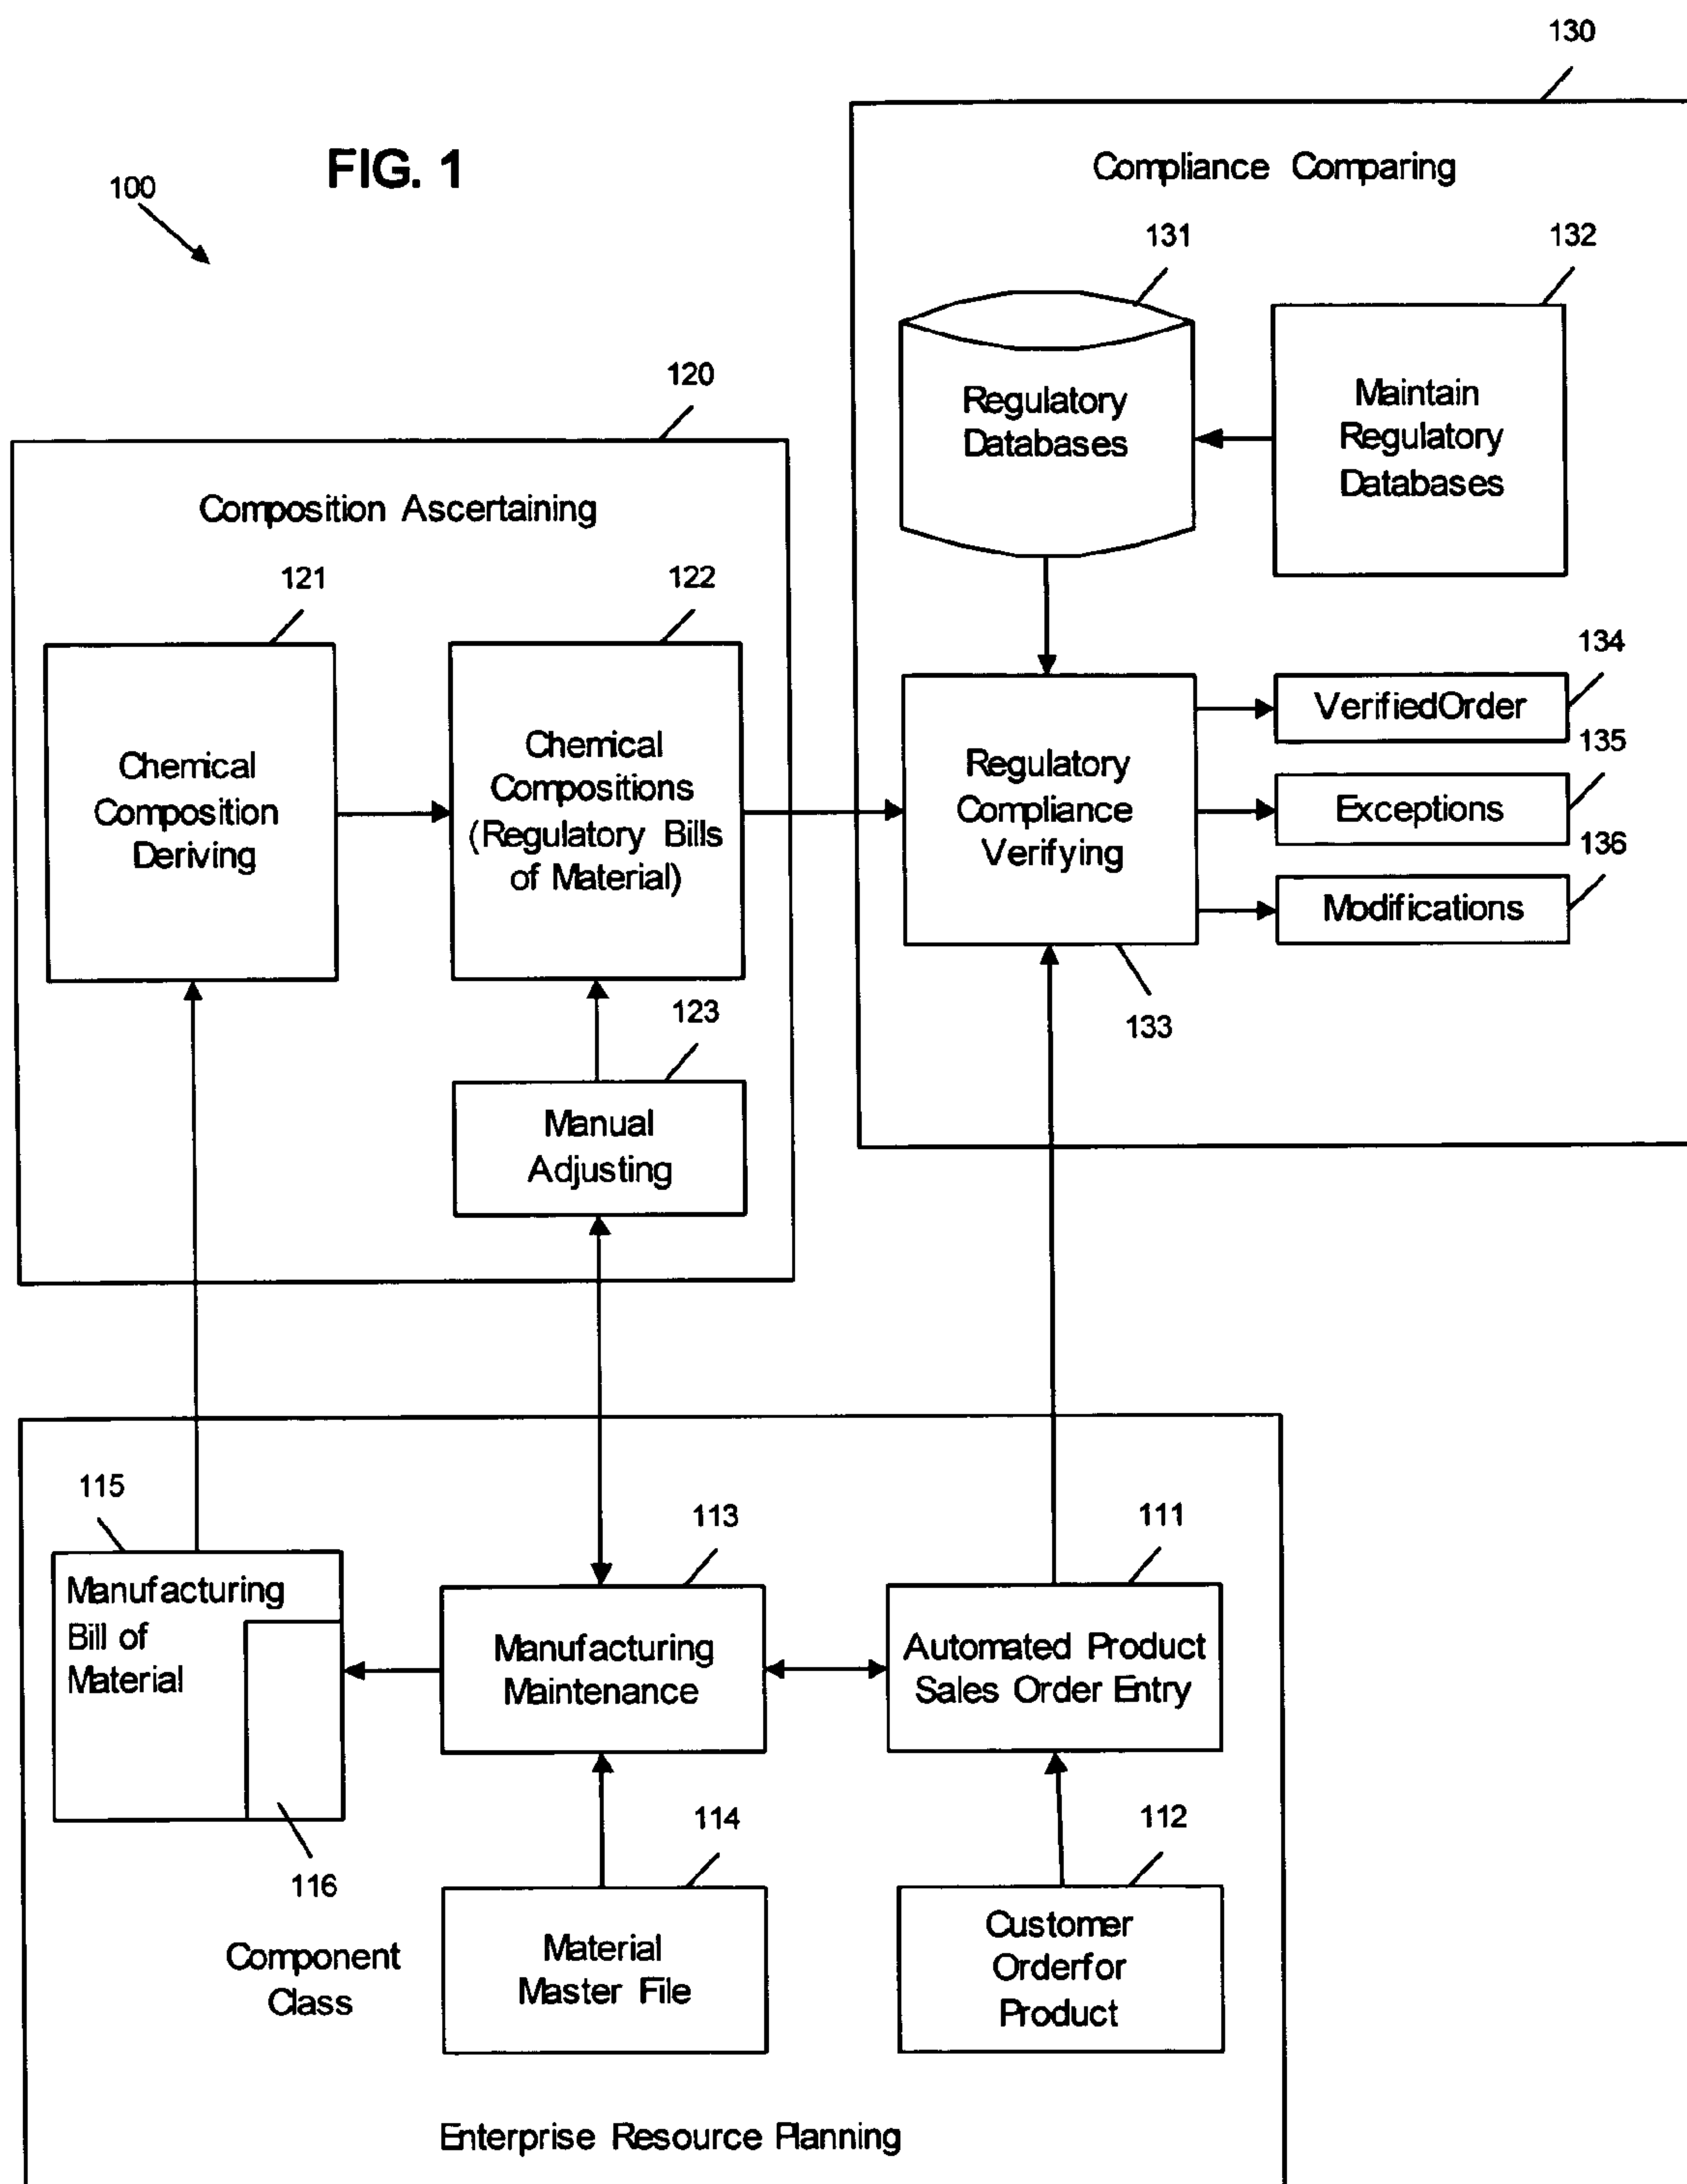 130
FIG. 1
100
Compliance Comparing
131
132
Regulatory
Databases
Maintain
Regulatory
Databases
120
Composition Ascertaining
121
122
Chemical
Composition
Deriving
Chemical
Compositions
(Regulatory Bills
of Material)
123
Manual
Adjusting
Regulatory
Compliance
Verifying
133
134
VerifiedOrder
135
Exceptions
136
Modifications
115
Manufacturing
Bill of
Material
116
Component
Class
113
Manufacturing
Maintenance
111
Automated Product
Sales Order Entry
114
Material
Master File
112
Customer
Orderfor
Product
Enterprise Resource Planning